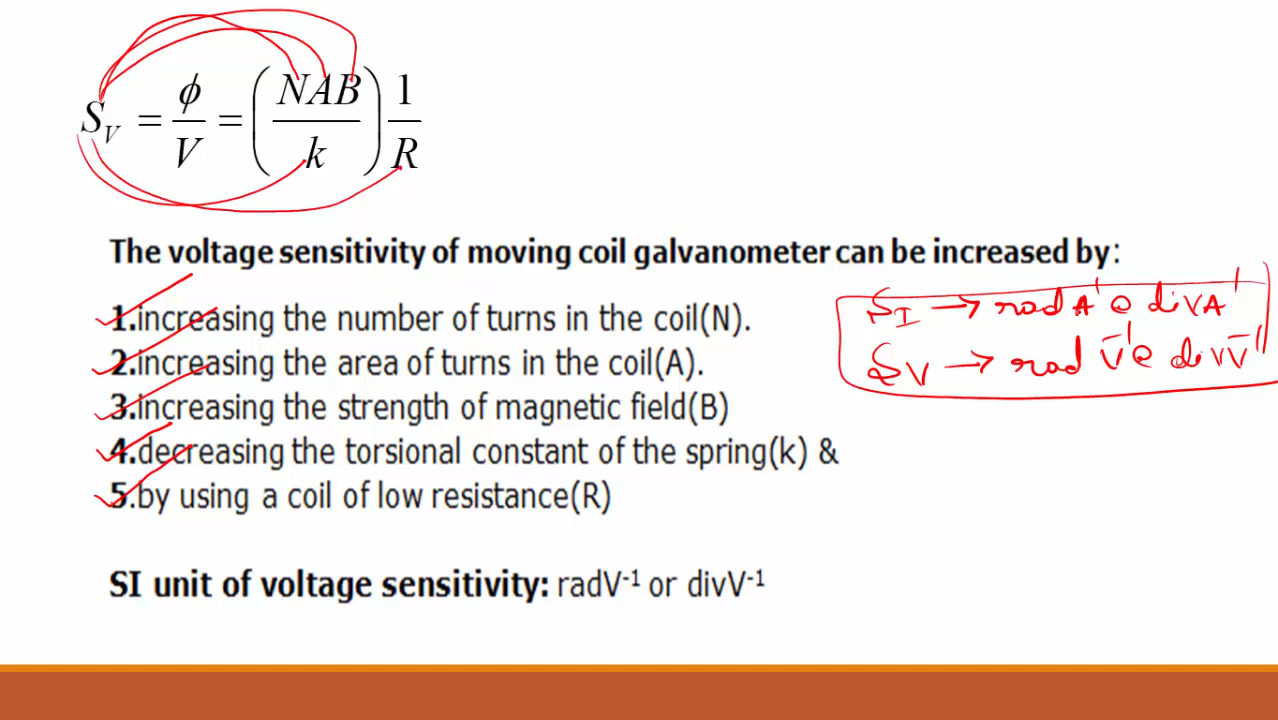 S_V = ϕ/V = (NAB/k) 1/R
The voltage sensitivity of moving coil galvanometer can be increased by:
1.increasing the number of turns in the coil(N).
2.increasing the area of turns in the coil(A).
3.increasing the strength of magnetic field(B)
4.decreasing the torsional constant of the spring(k) &
5.by using a coil of low resistance(R)
S_I → rad A⁻¹ @ div A⁻¹
S_V → rad V⁻¹ @ div V⁻¹
SI unit of voltage sensitivity: radV⁻¹ or divV⁻¹